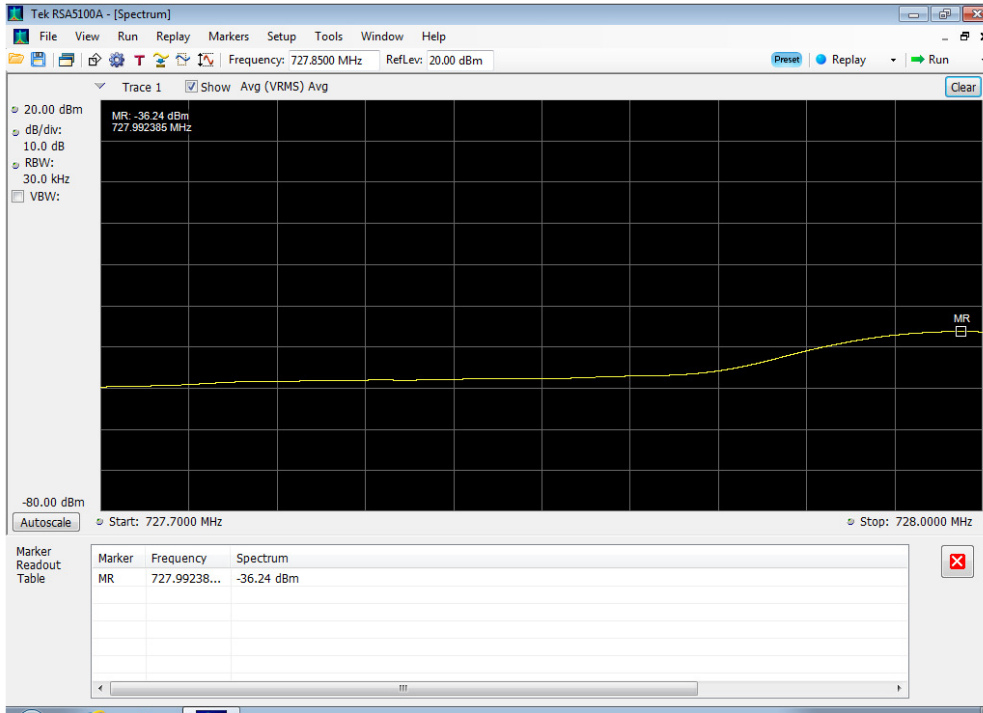 Tek RSA5100A - [Spectrum]
File View Run Replay Markers Setup Tools Window Help
T Frequency: 727.8500 MHz RefLev: 20.00 dBm Preset Replay Run
Trace 1 Show Avg (VRMS) Avg Clear
20.00 dBm
dB/div:
10.0 dB
RBW:
30.0 kHz
VBW:
MR: -36.24 dBm
727.992385 MHz
MR
-80.00 dBm
Autoscale Start: 727.7000 MHz Stop: 728.0000 MHz
Marker
Readout
Table
Marker Frequency Spectrum
MR 727.99238... -36.24 dBm